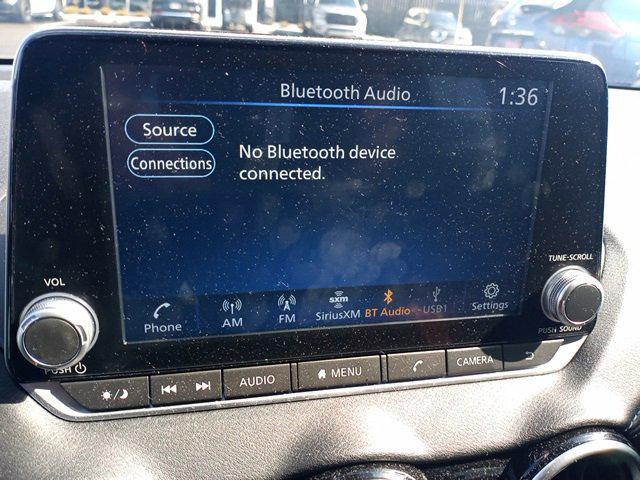 Bluetooth Audio
1:36
Source
Connections
No Bluetooth device
connected.
TUNE·SCROLL
VOL
Phone
AM
FM
sxm
SiriusXM
BT Audio
USB1
Settings
PUSH
PUSH SOUND
AUDIO
MENU
CAMERA